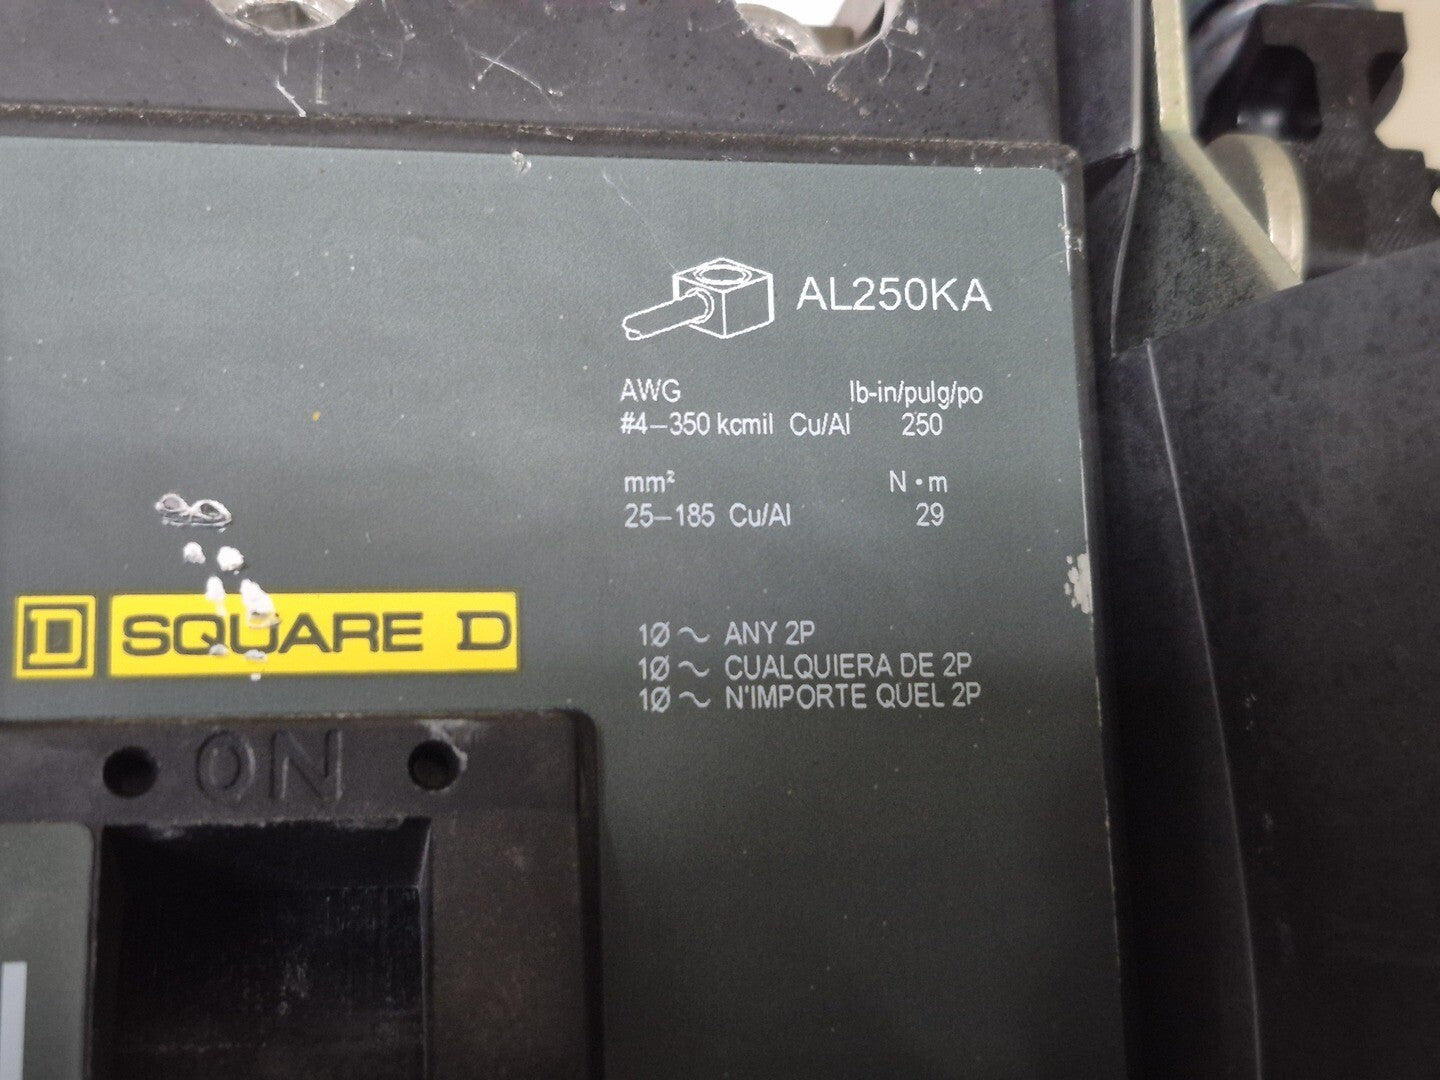 AL250KA
AWG lb-in/pulg/po
#4–350 kcmil Cu/Al 250
mm² N·m
25–185 Cu/Al 29
D SQUARE D
1Ø ~ ANY 2P
1Ø ~ CUALQUIERA DE 2P
1Ø ~ N'IMPORTE QUEL 2P
ON